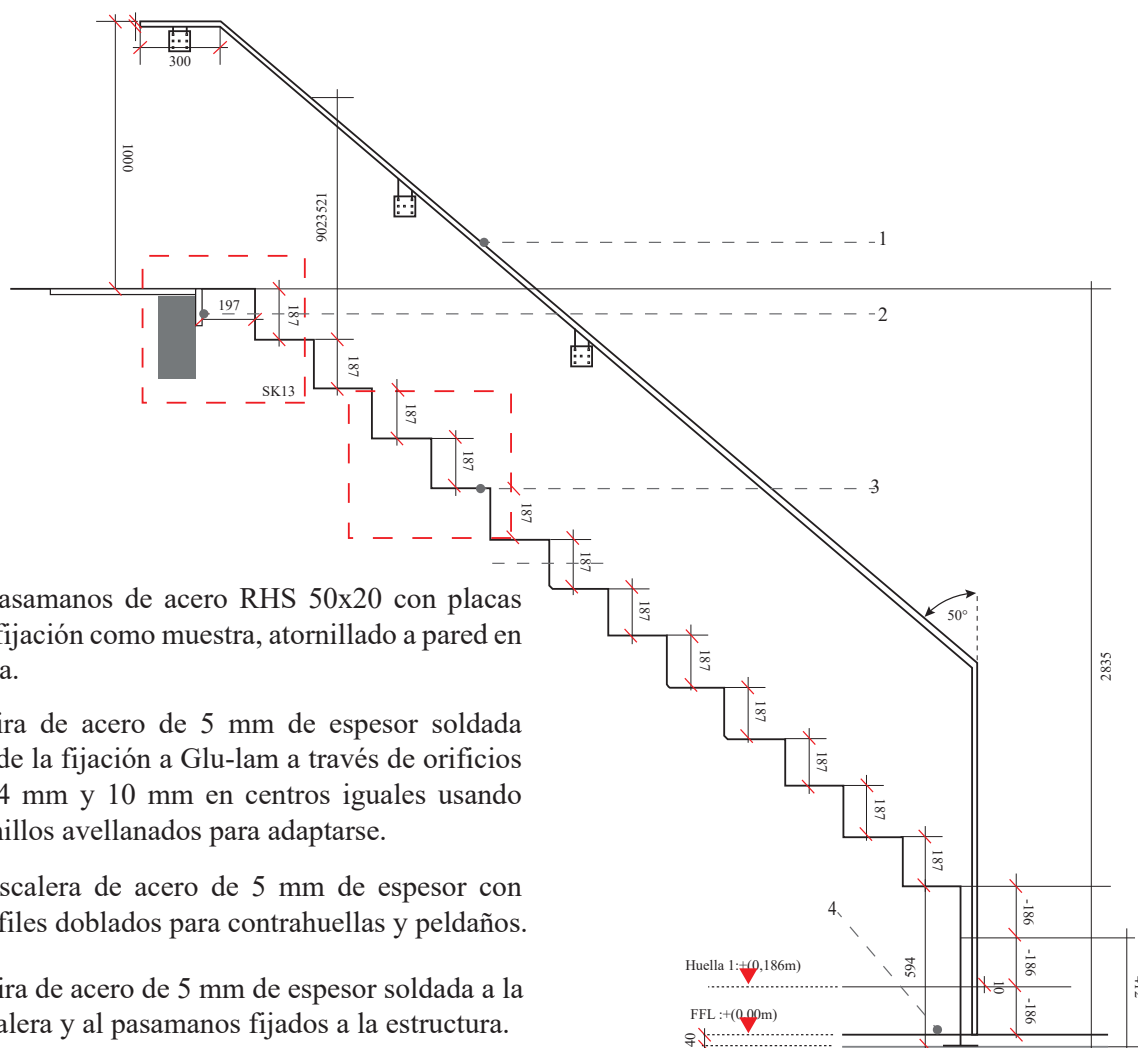 300
1000
9023521
1
197
187
2
187
SK13
187
187
3
187
187
187
187
187
187
187
187
50°
2835
asamanos de acero RHS 50x20 con placas
fijación como muestra, atornillado a pared en
a.
ira de acero de 5 mm de espesor soldada
de la fijación a Glu-lam a través de orificios
4 mm y 10 mm en centros iguales usando
nillos avellanados para adaptarse.
scalera de acero de 5 mm de espesor con
files doblados para contrahuellas y peldaños.
ira de acero de 5 mm de espesor soldada a la
alera y al pasamanos fijados a la estructura.
4
-186
Huella 1:+(0,186m)
594
-186
10
FFL :+(0,00m)
-186
40